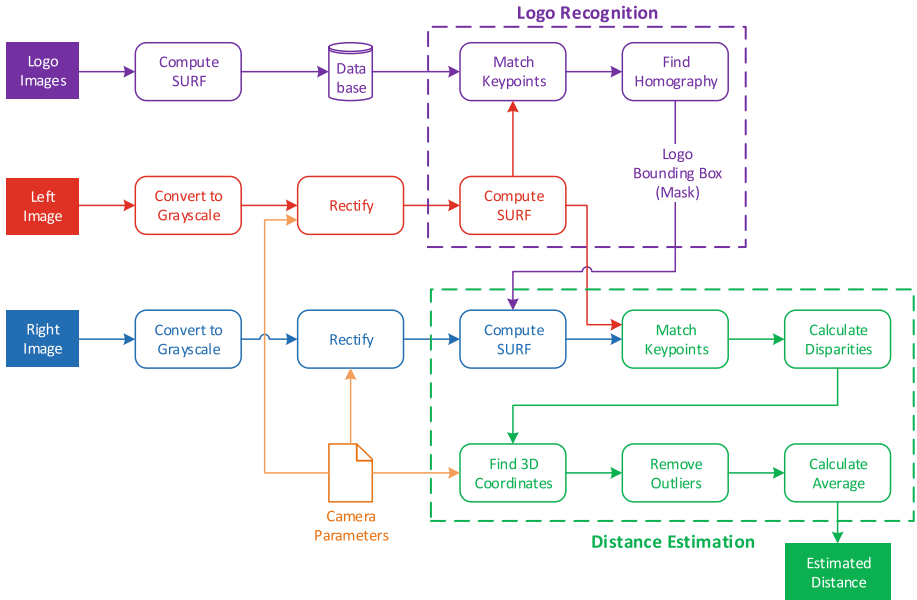 Logo Recognition
Logo
Images
Compute
SURF
Data
base
Match
Keypoints
Find
Homography
Logo
Bounding Box
(Mask)
Left
Image
Convert to
Grayscale
Rectify
Compute
SURF
Right
Image
Convert to
Grayscale
Rectify
Compute
SURF
Match
Keypoints
Calculate
Disparities
Camera
Parameters
Find 3D
Coordinates
Remove
Outliers
Calculate
Average
Distance Estimation
Estimated
Distance